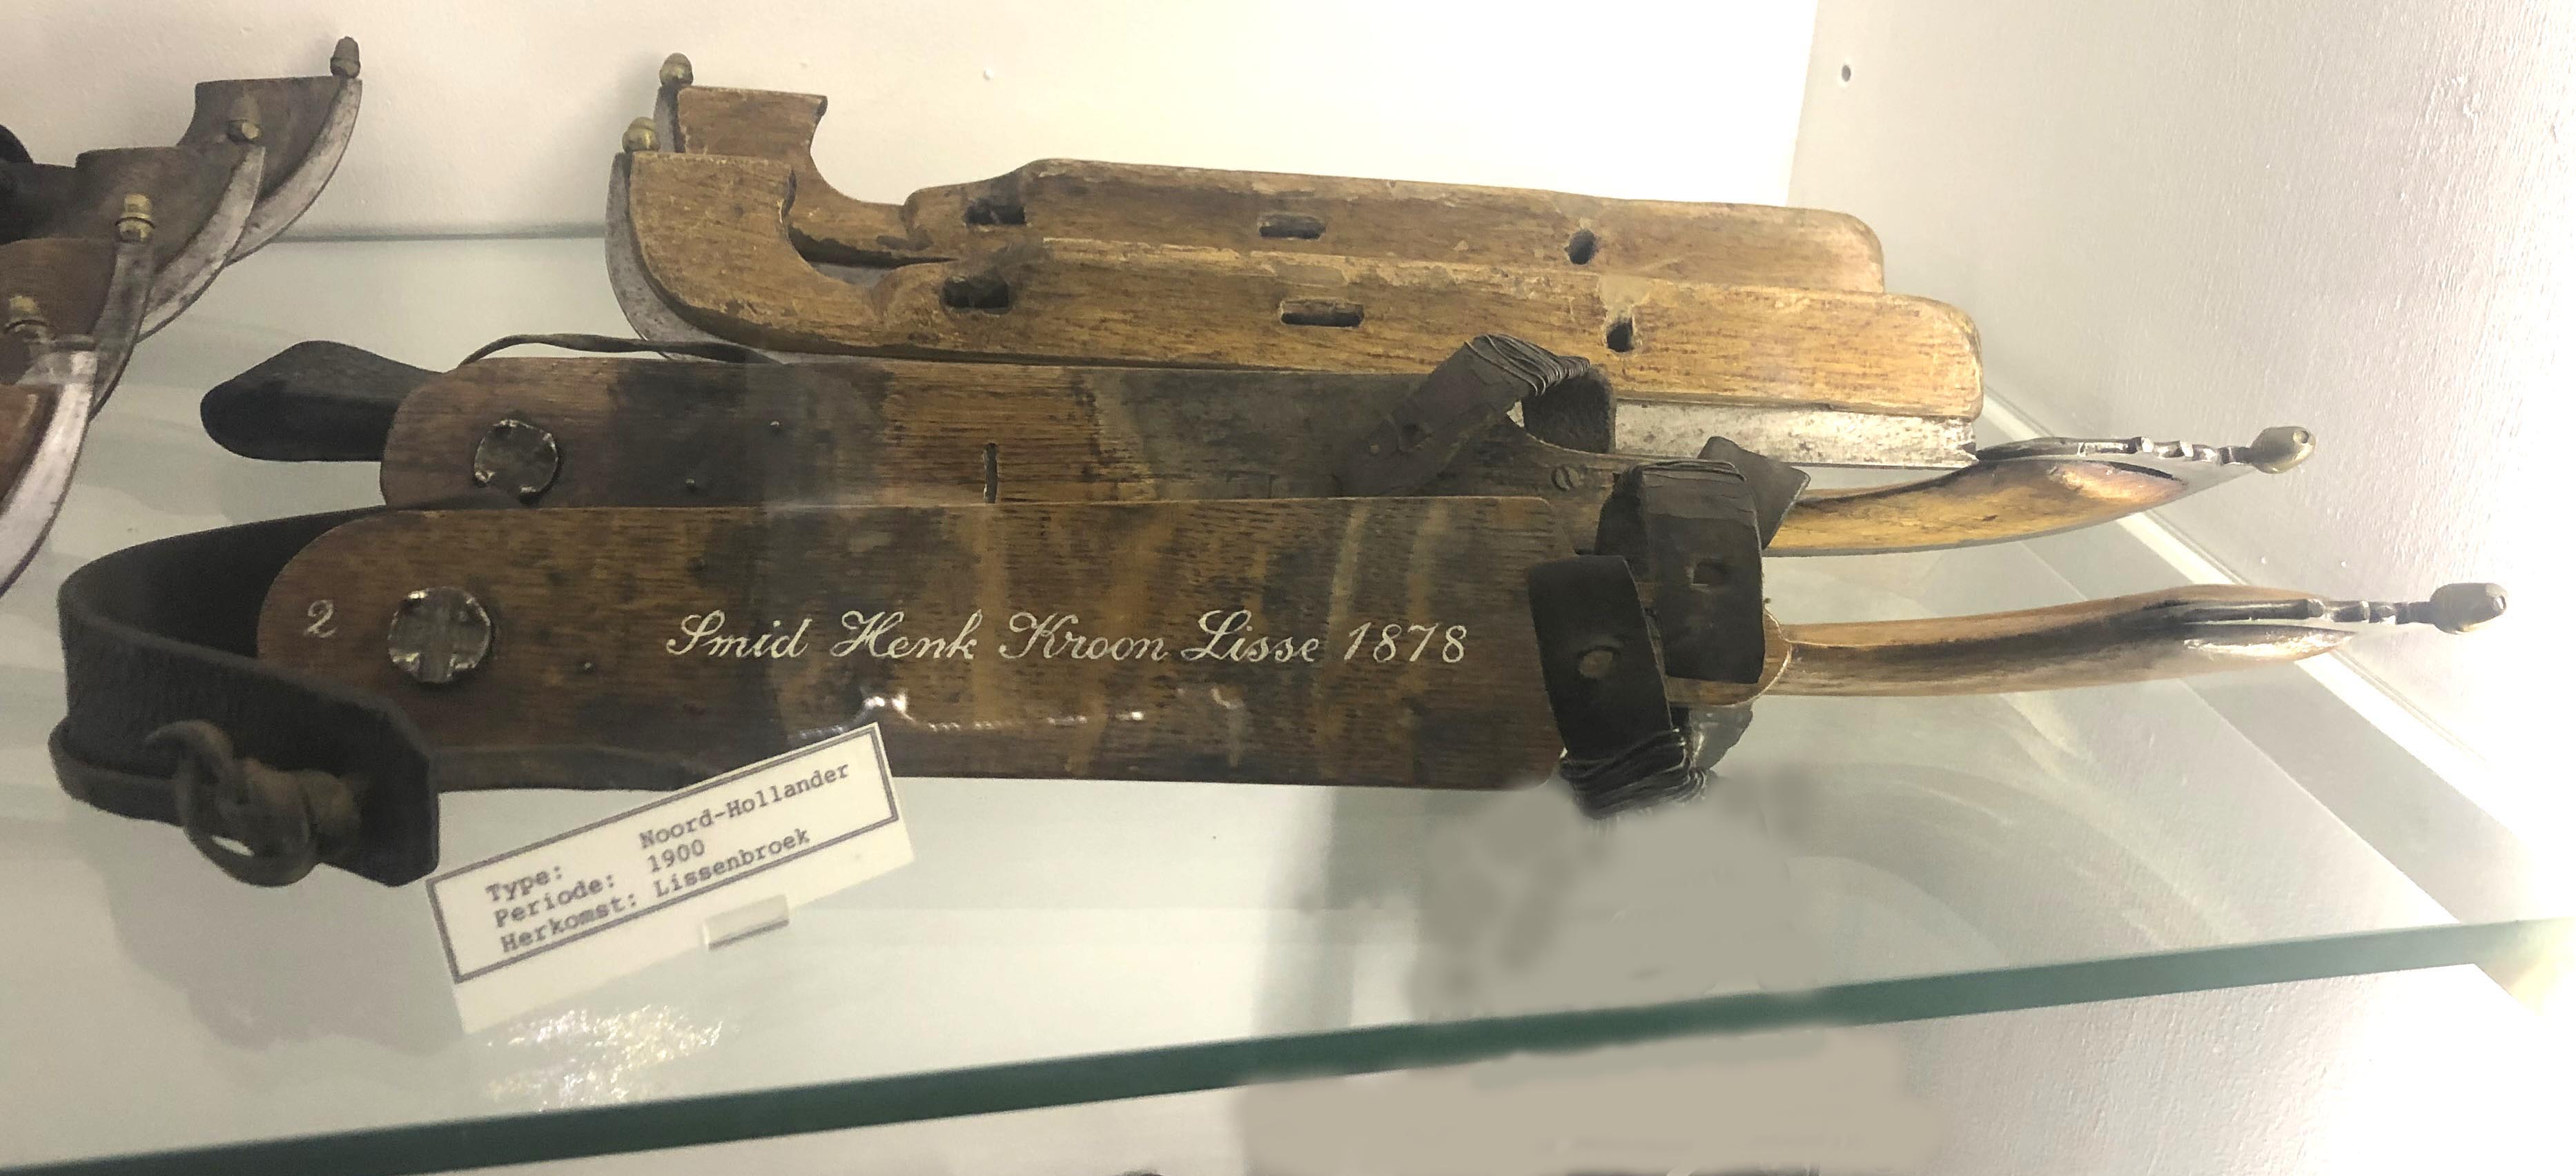 2
Smid Henk Kroon Lisse 1878
Type: Noord-Hollander
Periode: 1900
Herkomst: Lissenbroek